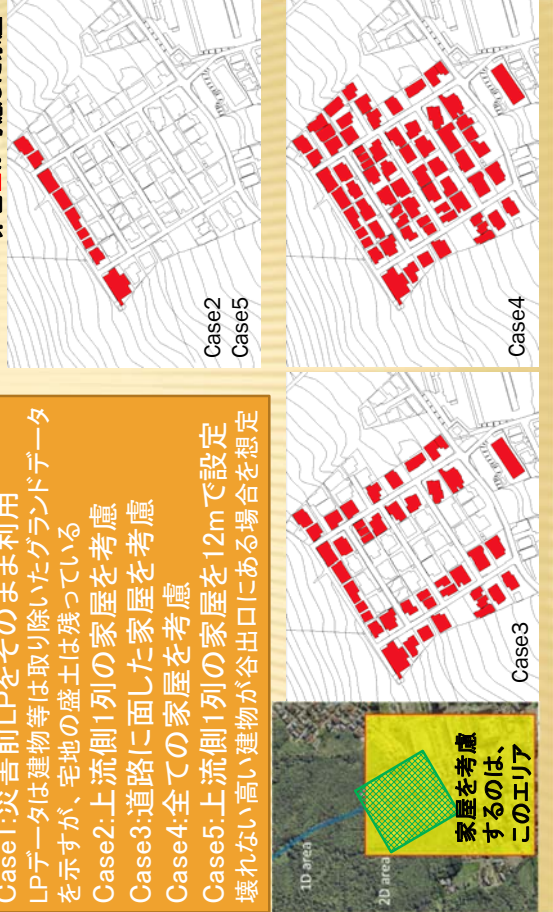 Case1:災害前LPをそのまま利用
LPデータは建物等は取り除いたグランドデータ
を示すが、宅地の盛土は残っている
Case2:上流側1列の家屋を考慮
Case3:道路に面した家屋を考慮
Case4:全ての家屋を考慮
Case5:上流側1列の家屋を12mで設定
壊れない高い建物が谷出口にある場合を想定
Case2
Case5
1D area
2D area
家屋を考慮
するのは、
このエリア
Case3
Case4